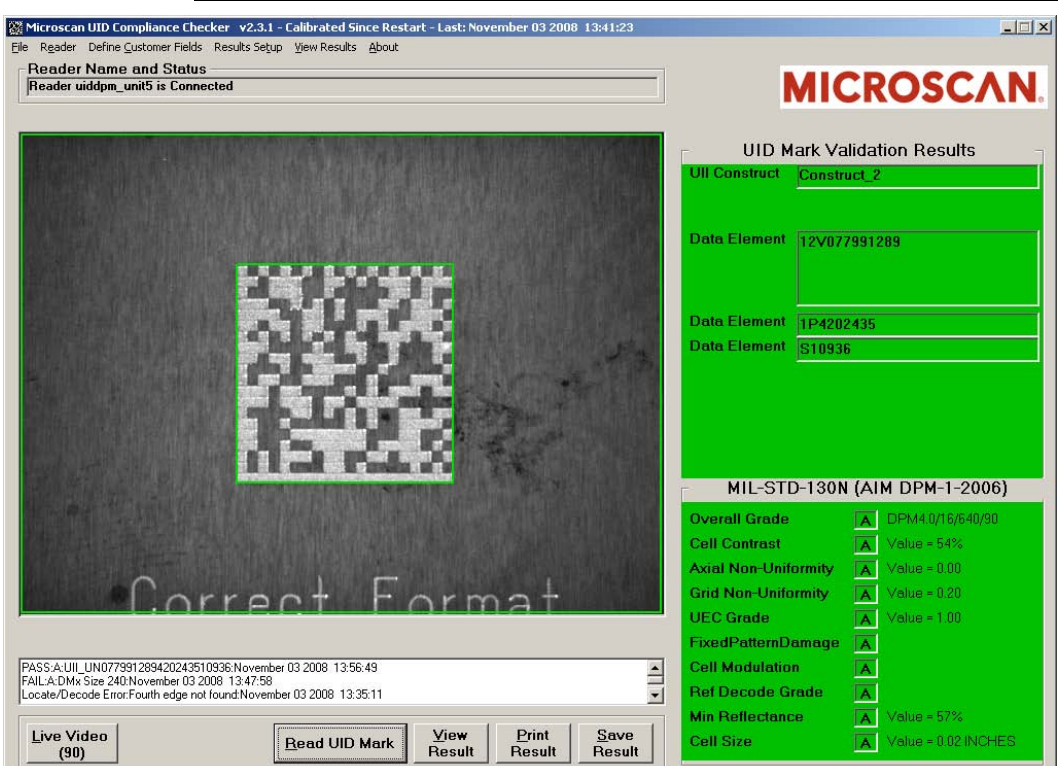 Microscan UID Compliance Checker v2.3.1 - Calibrated Since Restart - Last: November 03 2008 13:41:23
File Reader Define Customer Fields Results Setup View Results About
Reader Name and Status
Reader uiddpm_unit5 is Connected
MICROSCAN®
Correct Format
PASS:A:UII_UN077991289420243510936:November 03 2008 13:56:49
FAIL:A:DMx Size 240:November 03 2008 13:47:58
Locate/Decode Error:Fourth edge not found:November 03 2008 13:35:11
Live Video (90)
Read UID Mark
View Result
Print Result
Save Result
UID Mark Validation Results
UII Construct Construct_2
Data Element 12V077991289
Data Element 1P4202435
Data Element S10936
MIL-STD-130N (AIM DPM-1-2006)
Overall Grade A DPM4.0/16/640/90
Cell Contrast A Value = 54%
Axial Non-Uniformity A Value = 0.00
Grid Non-Uniformity A Value = 0.20
UEC Grade A Value = 1.00
FixedPatternDamage A
Cell Modulation A
Ref Decode Grade A
Min Reflectance A Value = 57%
Cell Size A Value = 0.02 INCHES